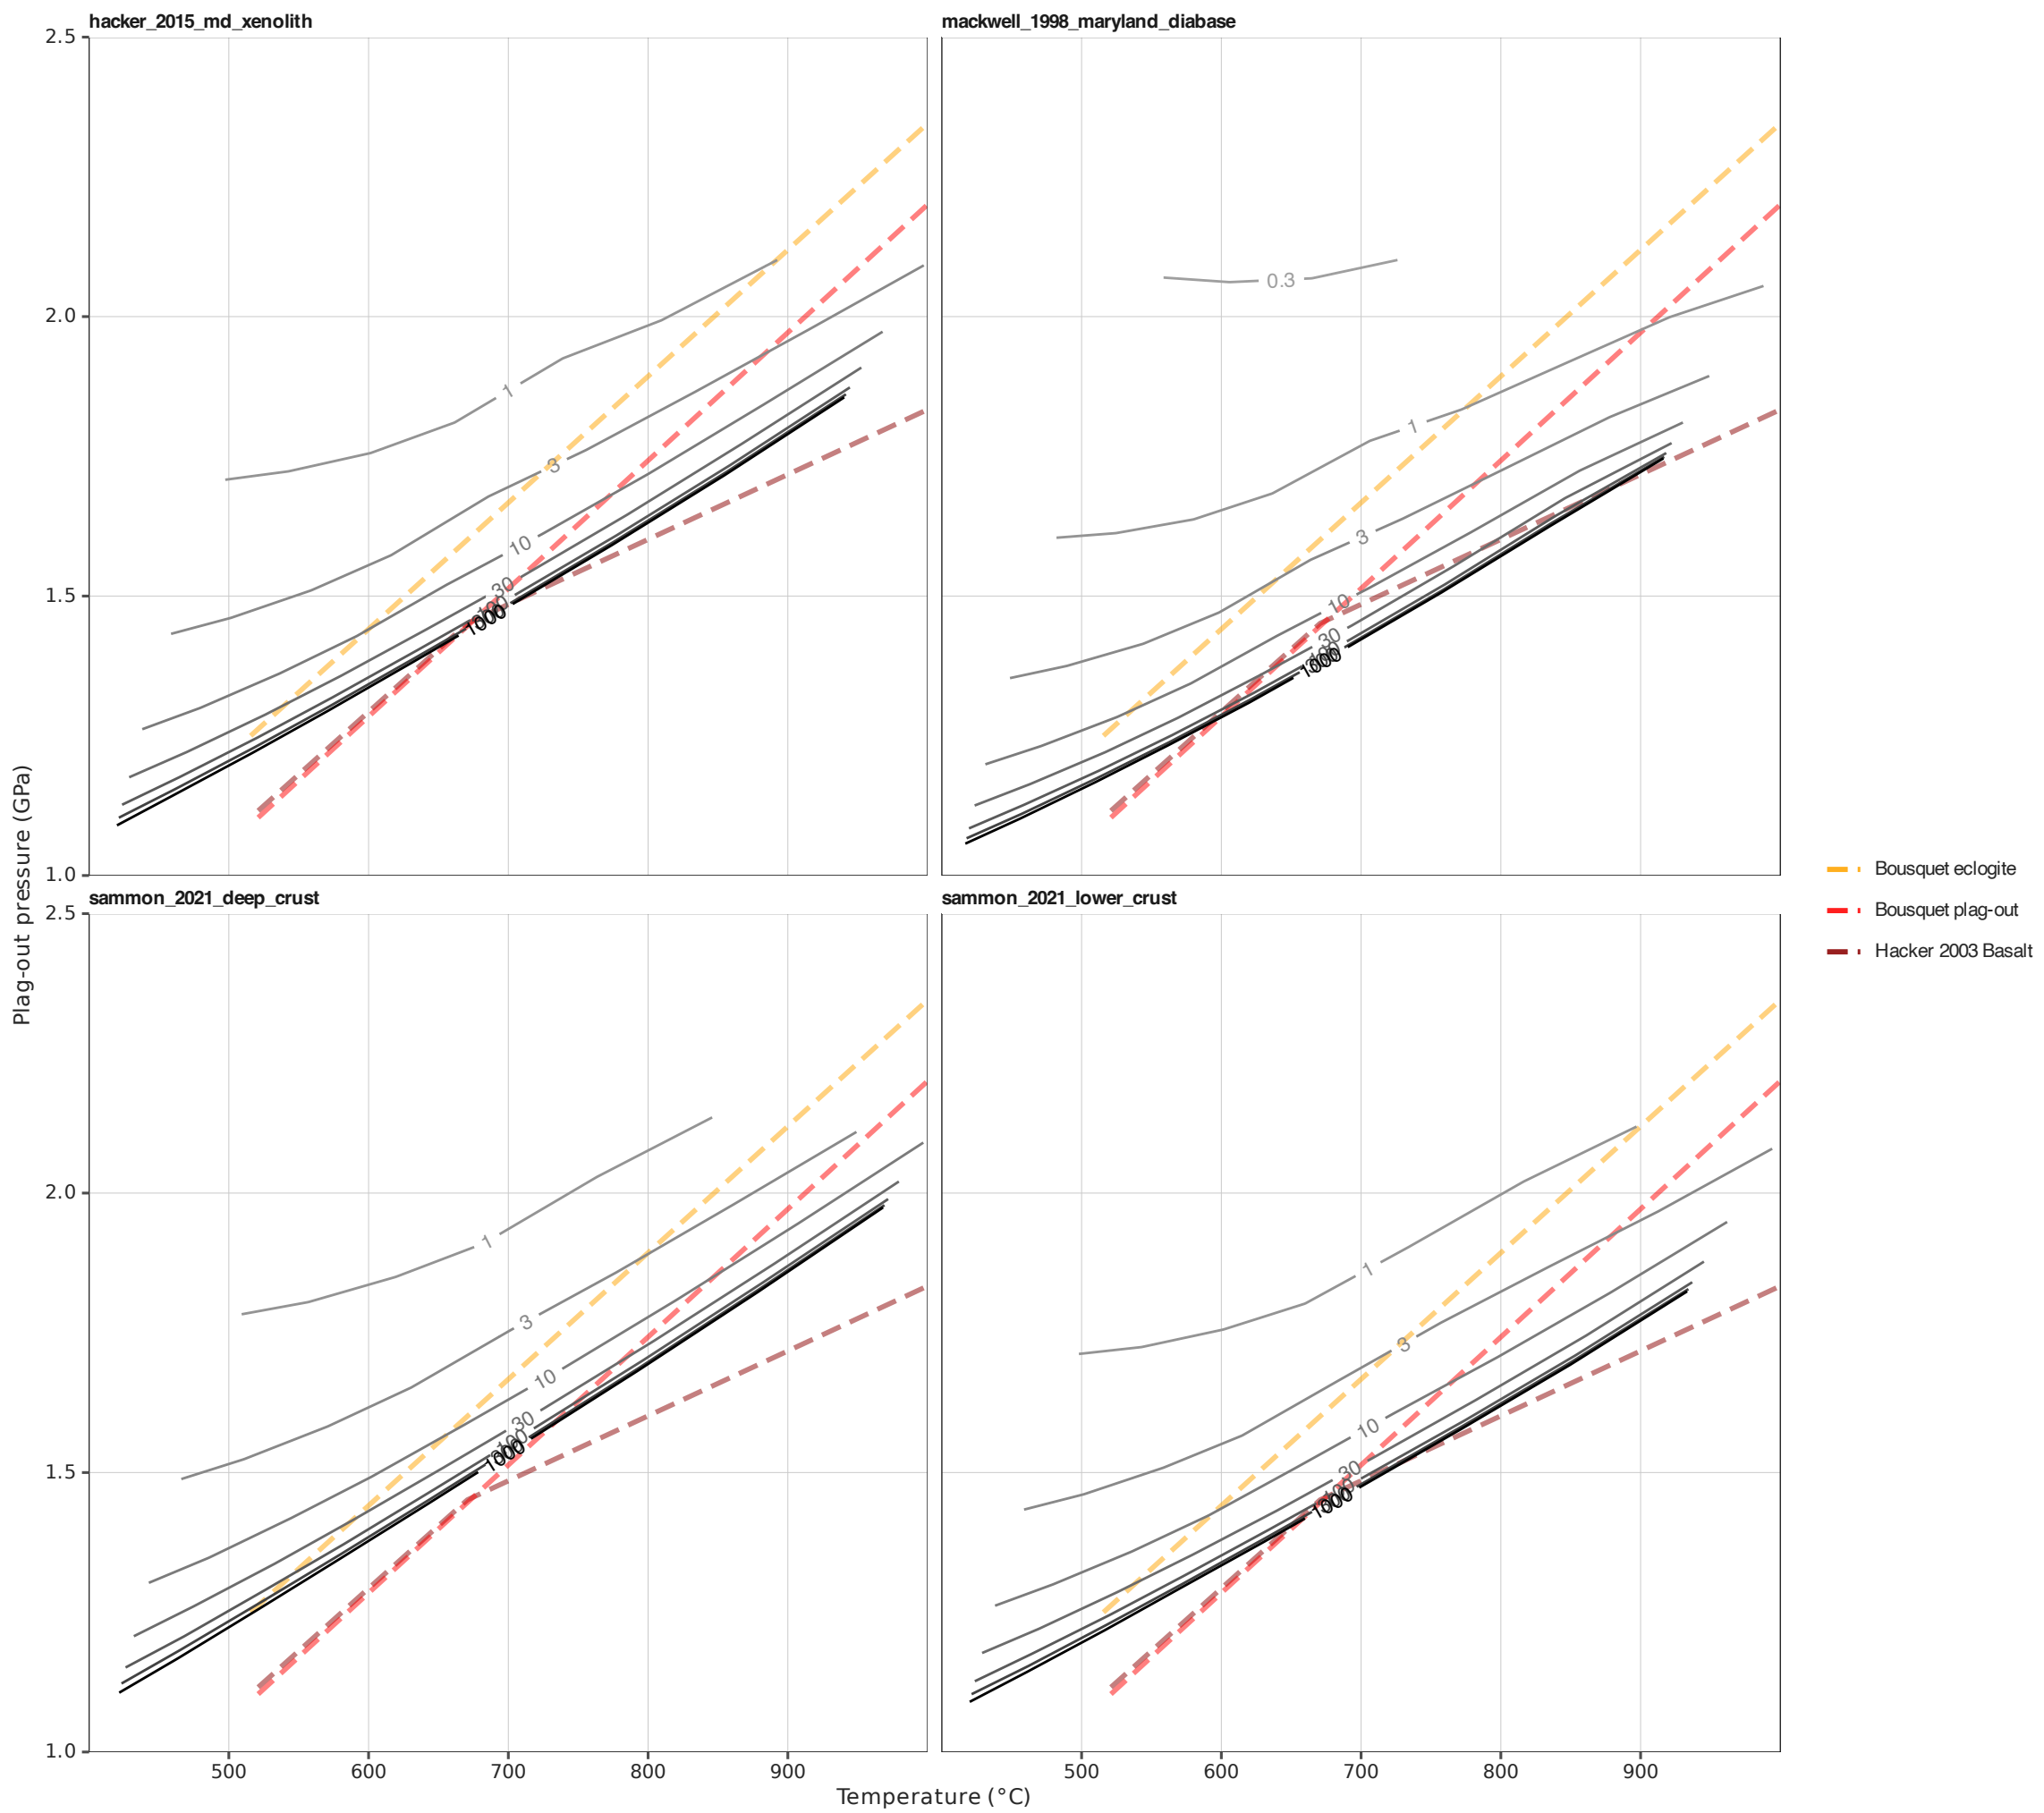 hacker_2015_md_xenolith
mackwell_1998_maryland_diabase
2.5
2.0
1.5
1.0
1
3
10
30
1000
0.3
1
3
10
30
1000
Plag-out pressure (GPa)
Bousquet eclogite
Bousquet plag-out
Hacker 2003 Basalt
sammon_2021_deep_crust
sammon_2021_lower_crust
2.5
2.0
1.5
1.0
1
3
10
30
100
1000
1
3
10
30
1000
500 600 700 800 900
500 600 700 800 900
Temperature (°C)